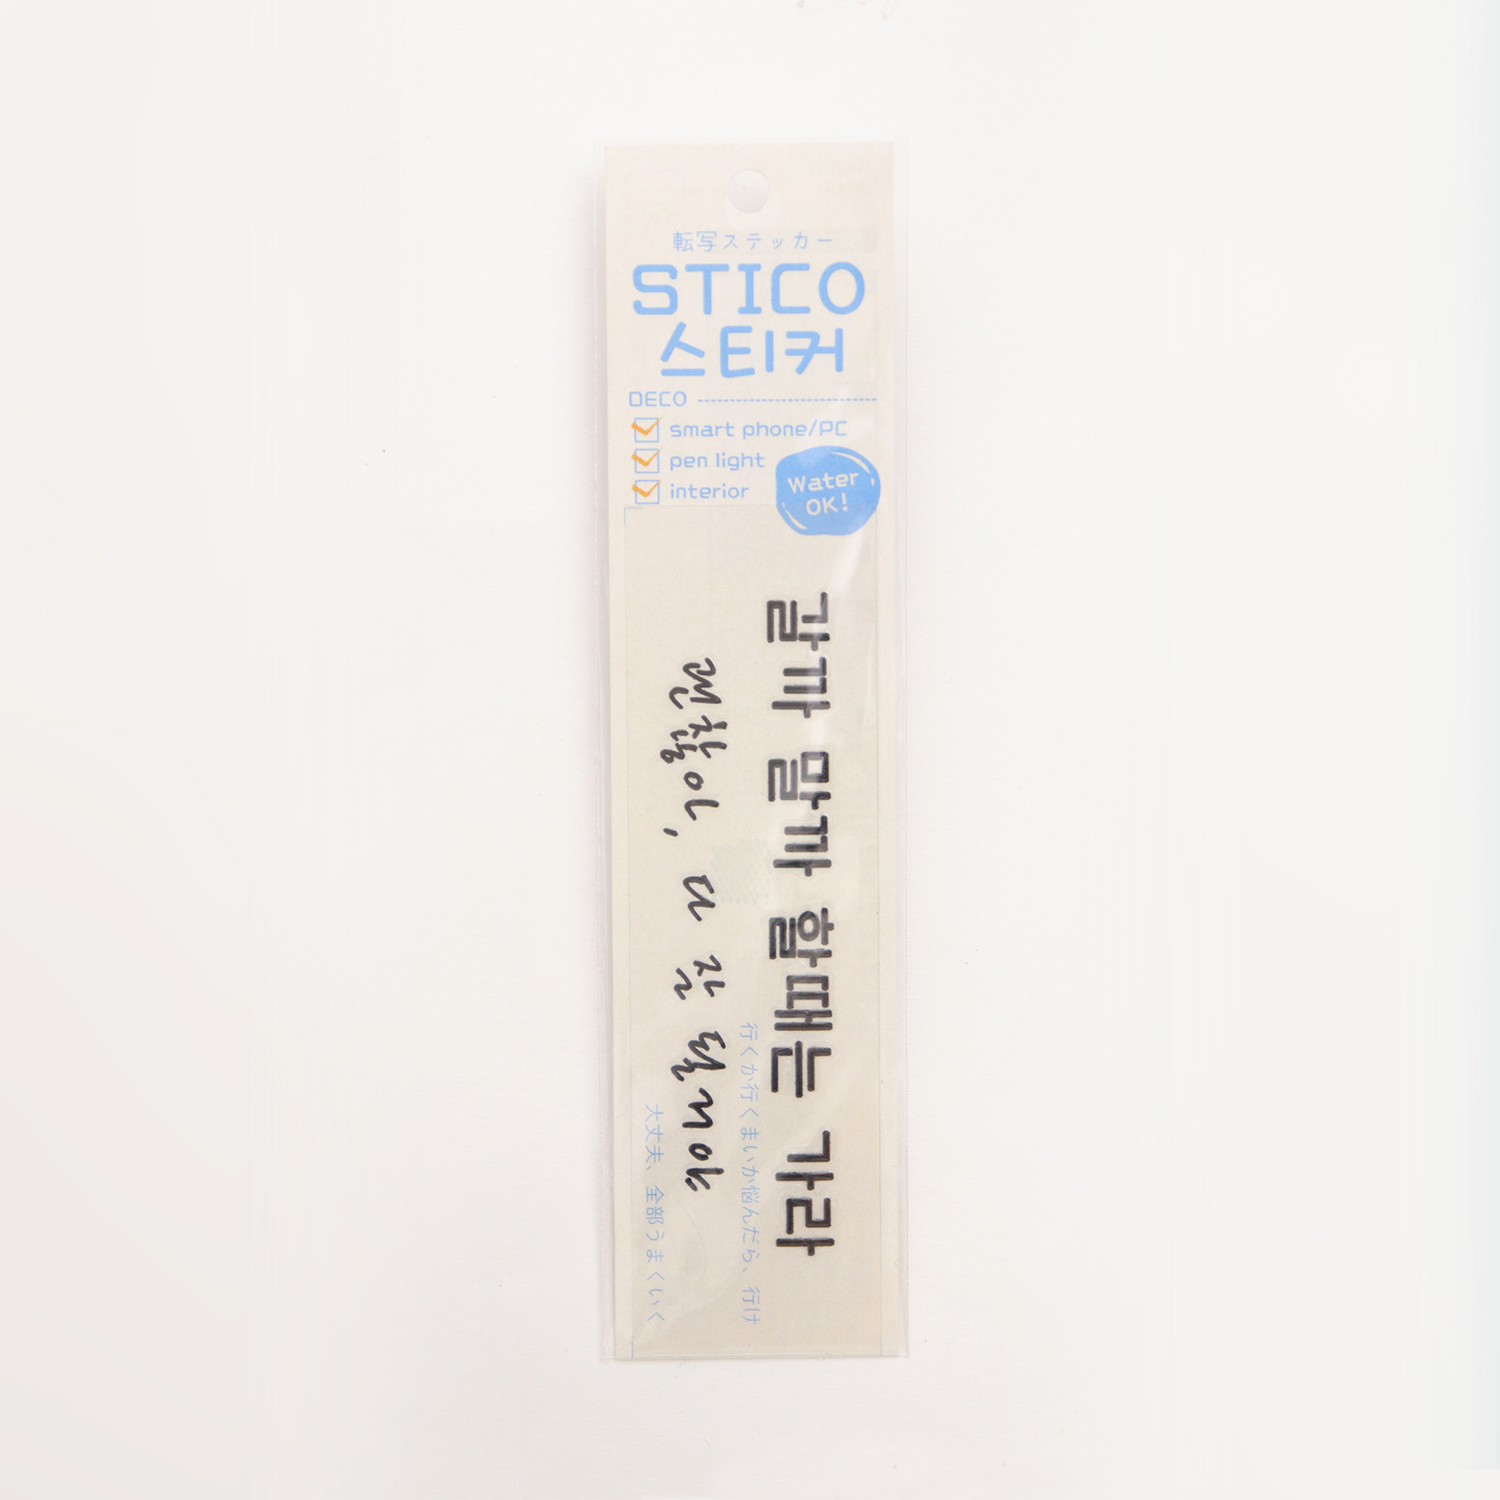 転写ステッカー
STICO
스티커
DECO
smart phone/PC
pen light
interior
Water
OK!
갈까 말까 할때는 가라
行くか行くまいか悩んだら、行け
괜찮아, 다 잘 될거야
大丈夫、全部うまくいく